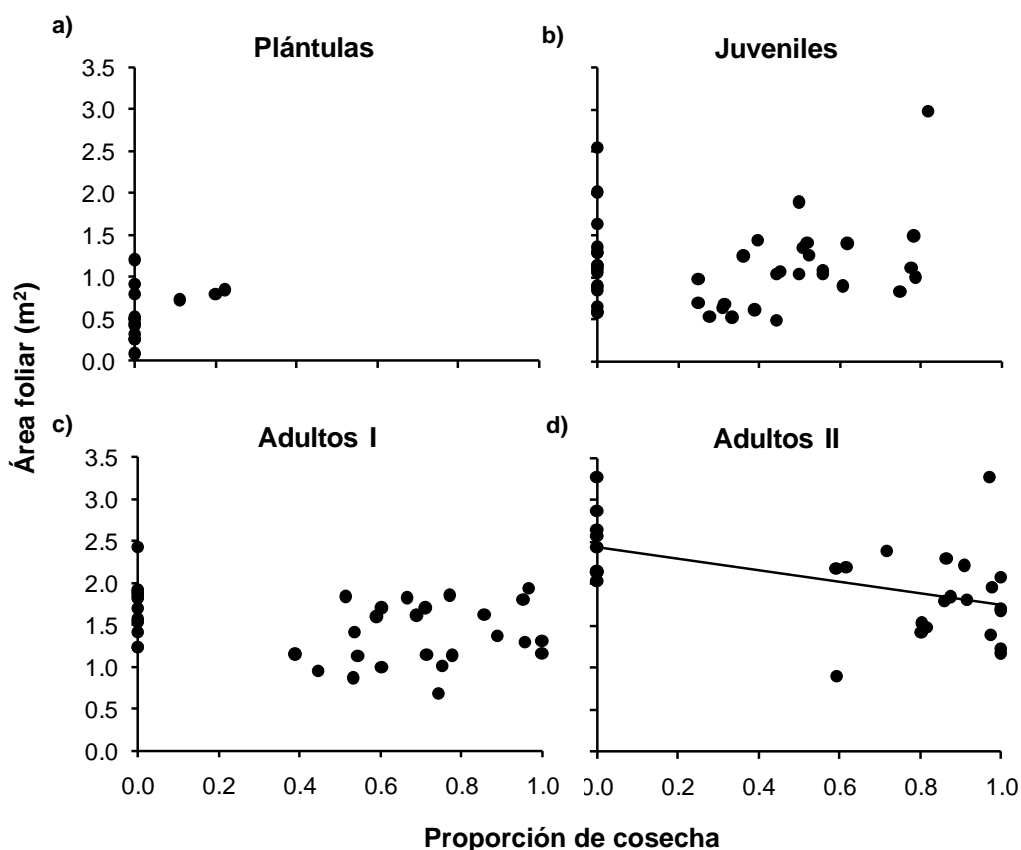 a)
Plántulas
b)
Juveniles
3.5
3.0
2.5
2.0
1.5
1.0
0.5
0.0
Área foliar (m²)
c)
Adultos I
d)
Adultos II
3.5
3.0
2.5
2.0
1.5
1.0
0.5
0.0
0.0 0.2 0.4 0.6 0.8 1.0
0.0 0.2 0.4 0.6 0.8 1.0
Proporción de cosecha